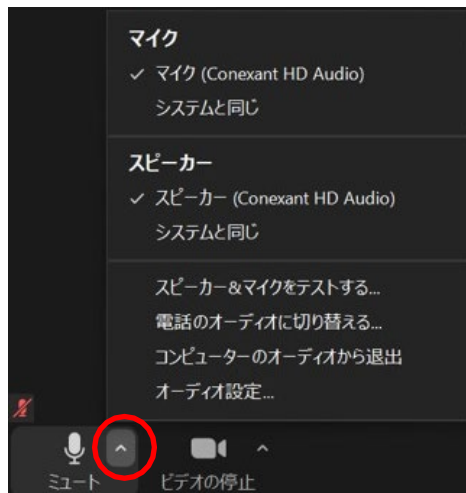 マイク
マイク (Conexant HD Audio)
システムと同じ
スピーカー
スピーカー (Conexant HD Audio)
システムと同じ
スピーカー&マイクをテストする...
電話のオーディオに切り替える...
コンピューターのオーディオから退出
オーディオ設定...
ミュート ビデオの停止